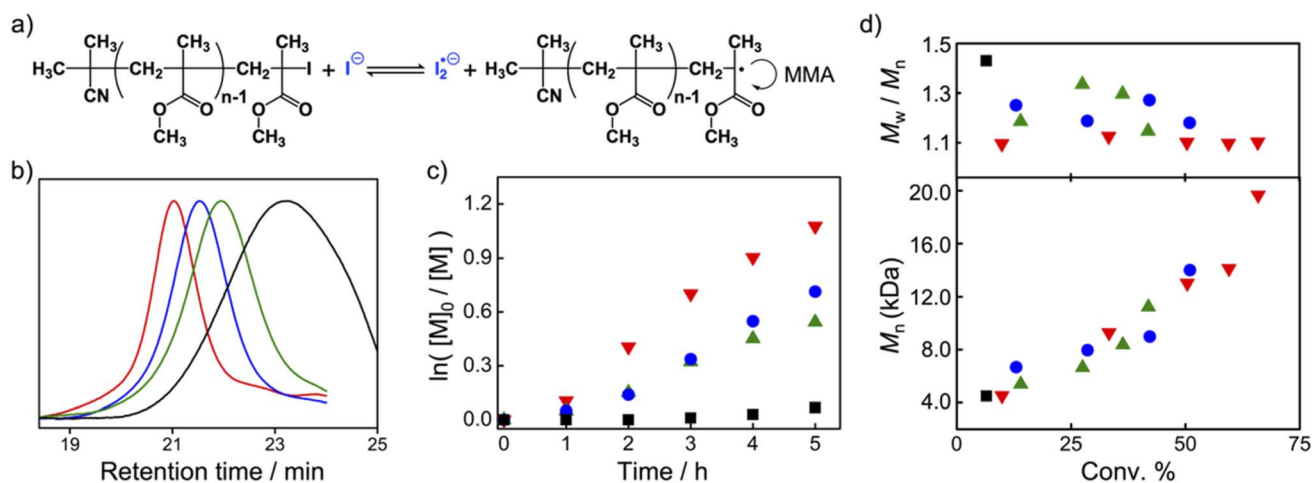 a)
CH₃ CH₃ CH₃
H₃C CH₂ CH₂ I + I⊖ ⇌ I₂•⊖ + H₃C CH₂ CH₂ • MMA
CN n-1 CN n-1
O O O O
CH₃ CH₃ CH₃ CH₃
b)
19 21 23 25
Retention time / min
c)
ln( [M]₀ / [M] )
1.2
0.9
0.6
0.3
0.0
0 1 2 3 4 5
Time / h
d)
Mw / Mn
1.5
1.3
1.1
Mn (kDa)
20.0
16.0
12.0
8.0
4.0
0 25 50 75
Conv. %